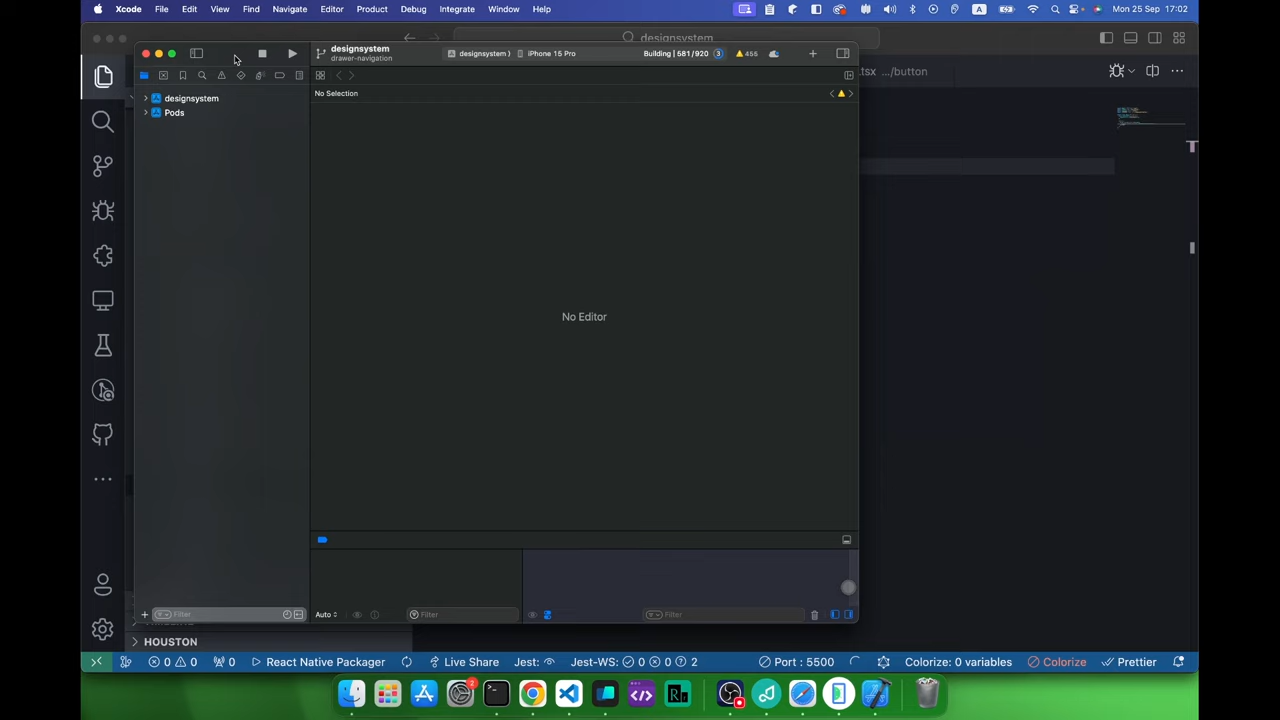 Xcode File Edit View Find Navigate Editor Product Debug Integrate Window Help A Mon 25 Sep 17:02
designsystem
designsystem
drawer-navigation
designsystem ⟩ iPhone 15 Pro
Building | 581/920 3 456
.tsx .../button
No Selection
designsystem
Pods
No Editor
Auto
Filter
Filter
Filter
HOUSTON
0 0 0 React Native Packager Live Share Jest: Jest-WS: 0 0 2 Port : 5500 Colorize: 0 variables Colorize Prettier
2